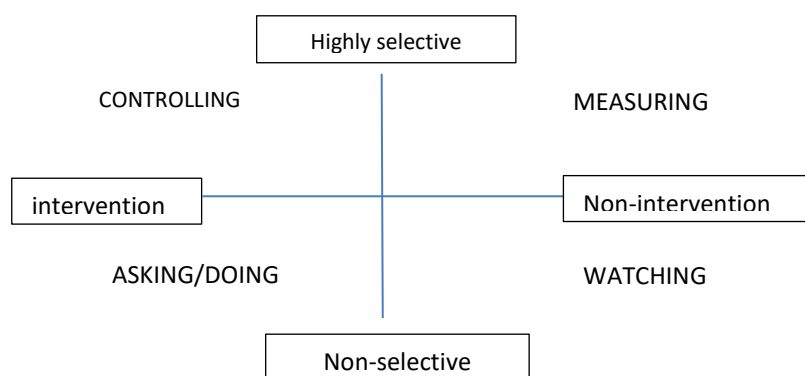 Highly selective
CONTROLLING
MEASURING
intervention
Non-intervention
ASKING/DOING
WATCHING
Non-selective